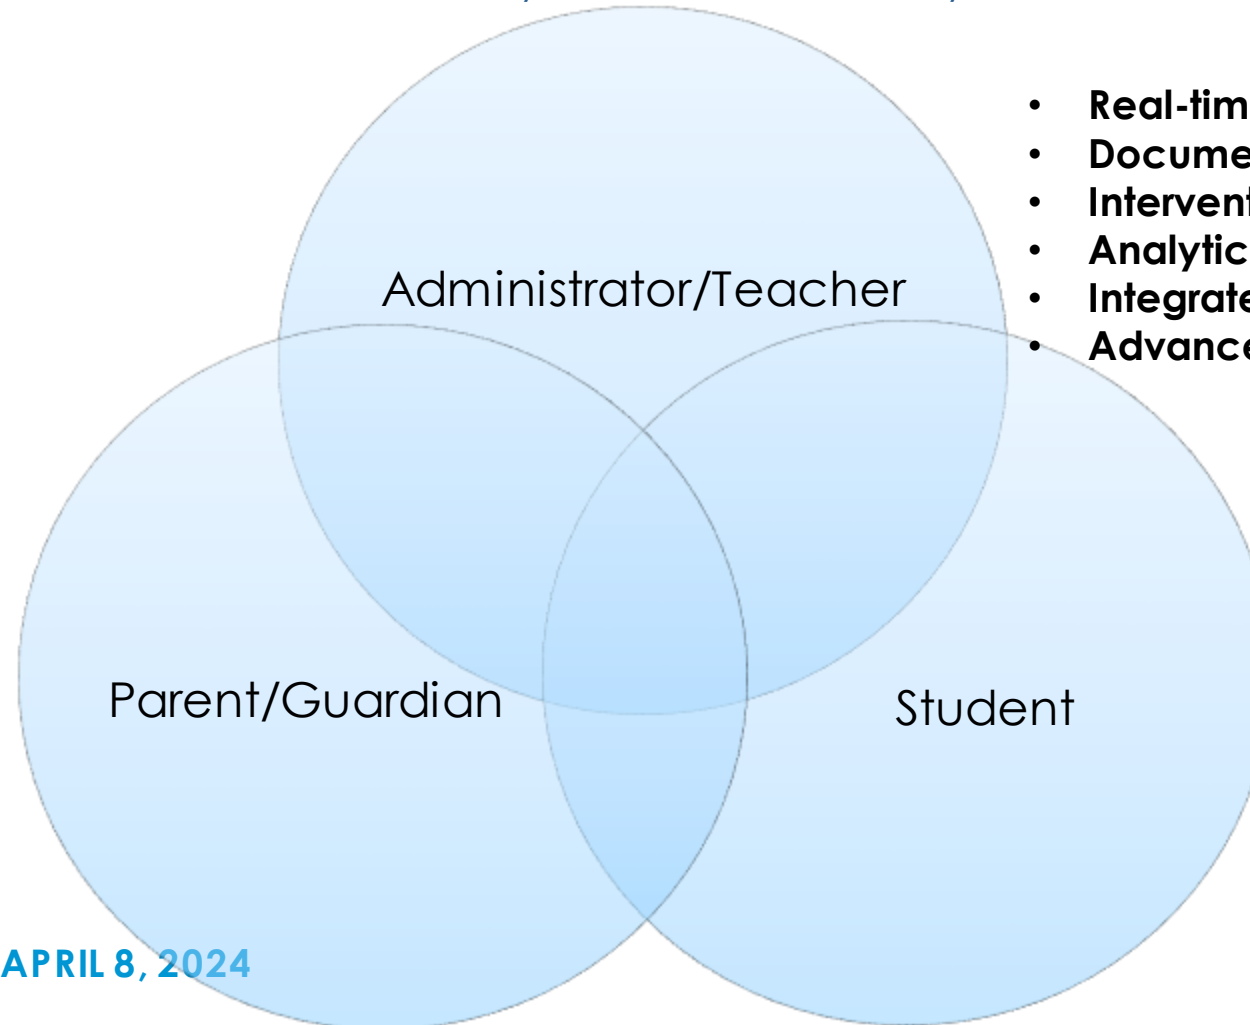 • Real-tim
• Docume
• Intervent
• Analytic
• Integrate
• Advance
Administrator/Teacher
Parent/Guardian
Student
APRIL 8, 2024